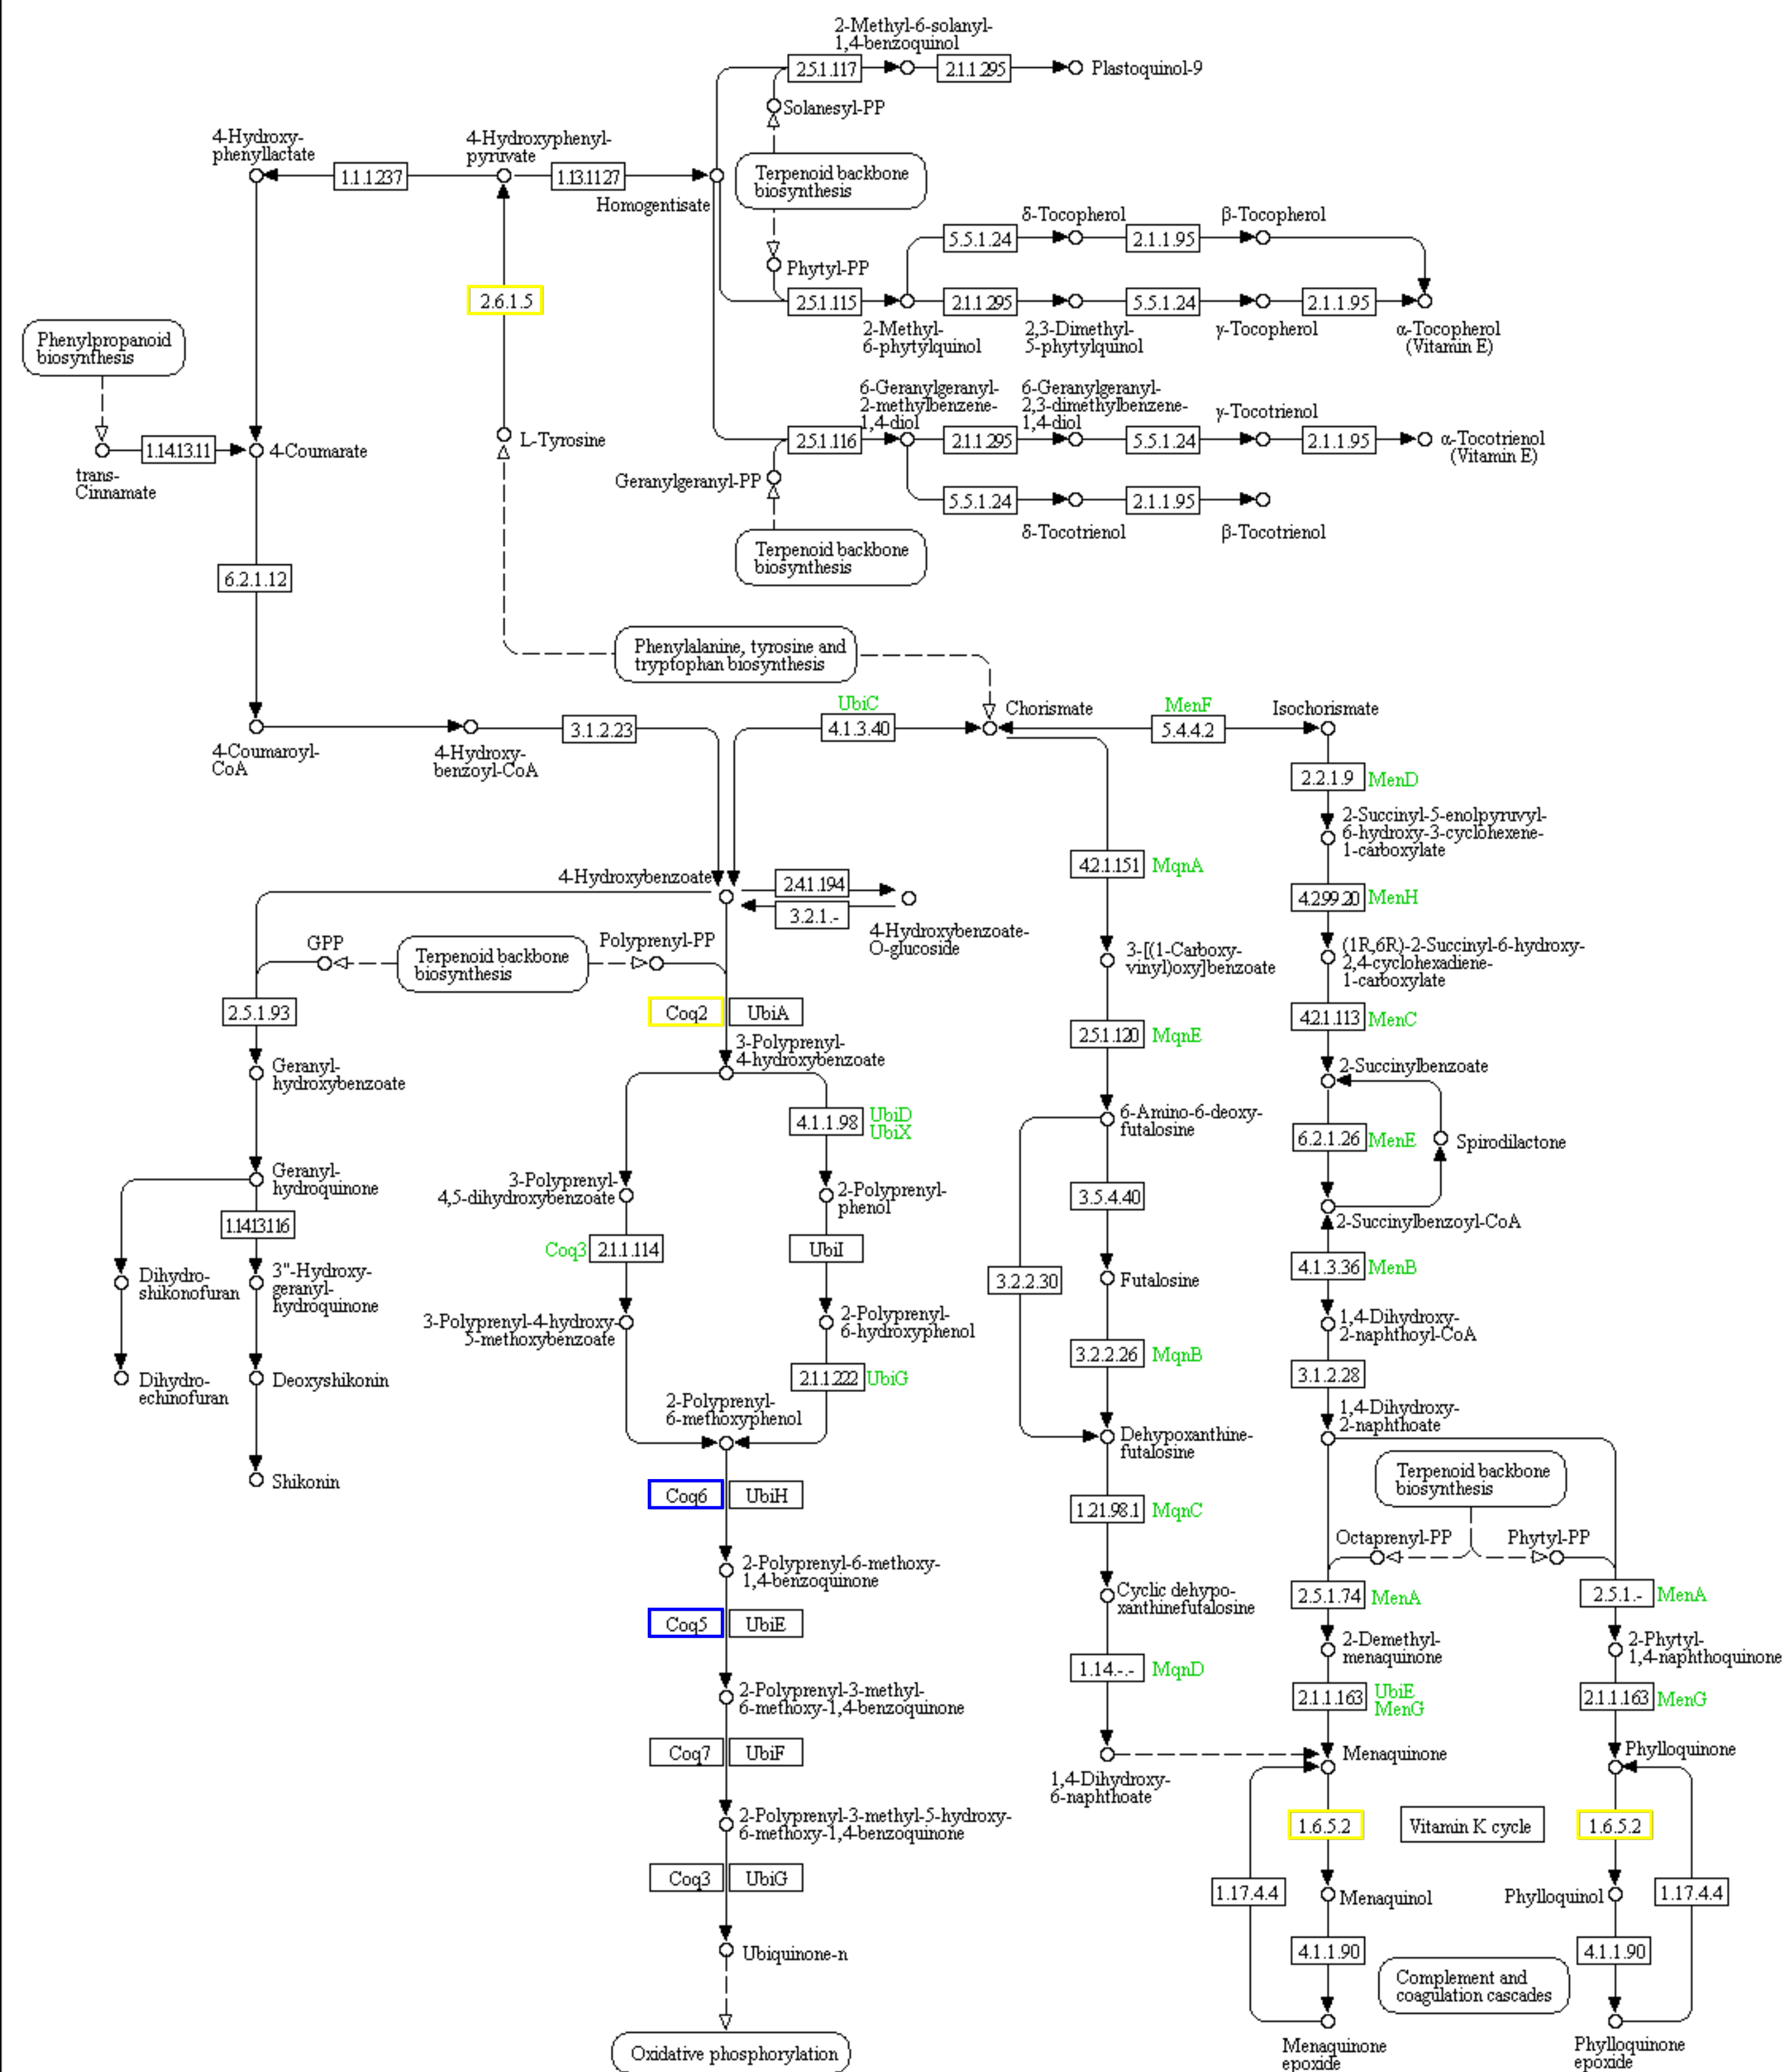 2-Methyl-6-solanyl-
1,4-benzoquinol
2.5.1.117
2.1.1.295
Plastoquinol-9
Solanesyl-PP
4-Hydroxy-
phenyllactate
1.1.1.237
4-Hydroxyphenyl-
pyruvate
1.13.11.27
Homogentisate
Terpenoid backbone
biosynthesis
δ-Tocopherol
β-Tocopherol
5.5.1.24
2.1.1.95
Phytyl-PP
2.6.1.5
2.5.1.115
2.1.1.295
5.5.1.24
2.1.1.95
2-Methyl-
6-phytylquinol
2,3-Dimethyl-
5-phytylquinol
γ-Tocopherol
α-Tocopherol
(Vitamin E)
Phenylpropanoid
biosynthesis
6-Geranylgeranyl-
2-methylbenzene-
1,4-diol
6-Geranylgeranyl-
2,3-dimethylbenzene-
1,4-diol
γ-Tocotrienol
L-Tyrosine
2.5.1.116
2.1.1.295
5.5.1.24
2.1.1.95
α-Tocotrienol
(Vitamin E)
1.14.13.11
4-Coumarate
trans-
Cinnamate
Geranylgeranyl-PP
5.5.1.24
2.1.1.95
δ-Tocotrienol
β-Tocotrienol
Terpenoid backbone
biosynthesis
6.2.1.12
Phenylalanine, tyrosine and
tryptophan biosynthesis
UbiC
4.1.3.40
Chorismate
MenF
5.4.4.2
Isochorismate
3.1.2.23
4-Coumaroyl-
CoA
4-Hydroxy-
benzoyl-CoA
2.2.1.9
MenD
2-Succinyl-5-enolpyruvyl-
6-hydroxy-3-cyclohexene-
1-carboxylate
4.2.1.151
MqnA
4-Hydroxybenzoate
2.4.1.194
3.2.1.-
4-Hydroxybenzoate-
O-glucoside
4.2.99.20
MenH
GPP
Terpenoid backbone
biosynthesis
Polyprenyl-PP
3-[(1-Carboxy-
vinyl)oxy]benzoate
(1R,6R)-2-Succinyl-6-hydroxy-
2,4-cyclohexadiene-
1-carboxylate
2.5.1.93
Coq2
UbiA
2.5.1.120
MqnE
4.2.1.113
MenC
3-Polyprenyl-
4-hydroxybenzoate
Geranyl-
hydroxybenzoate
2-Succinylbenzoate
4.1.1.98
UbiD
UbiX
6-Amino-6-deoxy-
futalosine
6.2.1.26
MenE
Spirodilactone
Geranyl-
hydroquinone
3-Polyprenyl-
4,5-dihydroxybenzoate
2-Polyprenyl-
phenol
3.5.4.40
2-Succinylbenzoyl-CoA
1.14.13.116
Coq3
2.1.1.114
UbiI
3.2.2.30
Futalosine
4.1.3.36
MenB
Dihydro-
shikonofuran
3"-Hydroxy-
geranyl-
hydroquinone
3-Polyprenyl-4-hydroxy-
5-methoxybenzoate
2-Polyprenyl-
6-hydroxyphenol
1,4-Dihydroxy-
2-naphthoyl-CoA
3.2.2.26
MqnB
3.1.2.28
Dihydro-
echinofuran
Deoxyshikonin
2.1.1.222
UbiG
2-Polyprenyl-
6-methoxyphenol
1,4-Dihydroxy-
2-naphthoate
Dehypoxanthine-
futalosine
Shikonin
Coq6
UbiH
1.21.98.1
MqnC
Terpenoid backbone
biosynthesis
Octaprenyl-PP
Phytyl-PP
2-Polyprenyl-6-methoxy-
1,4-benzoquinone
Cyclic dehypo-
xanthinefutalosine
2.5.1.74
MenA
2.5.1.-
MenA
Coq5
UbiE
1.14.-.-
MqnD
2-Demethyl-
menaquinone
2-Phytyl-
1,4-naphthoquinone
2-Polyprenyl-3-methyl-
6-methoxy-1,4-benzoquinone
2.1.1.163
UbiE
MenG
2.1.1.163
MenG
Coq7
UbiF
Menaquinone
Phylloquinone
1,4-Dihydroxy-
6-naphthoate
2-Polyprenyl-3-methyl-5-hydroxy-
6-methoxy-1,4-benzoquinone
1.6.5.2
Vitamin K cycle
1.6.5.2
Coq3
UbiG
1.17.4.4
Menaquinol
Phylloquinol
1.17.4.4
Ubiquinone-n
4.1.1.90
4.1.1.90
Complement and
coagulation cascades
Oxidative phosphorylation
Menaquinone
epoxide
Phylloquinone
epoxide